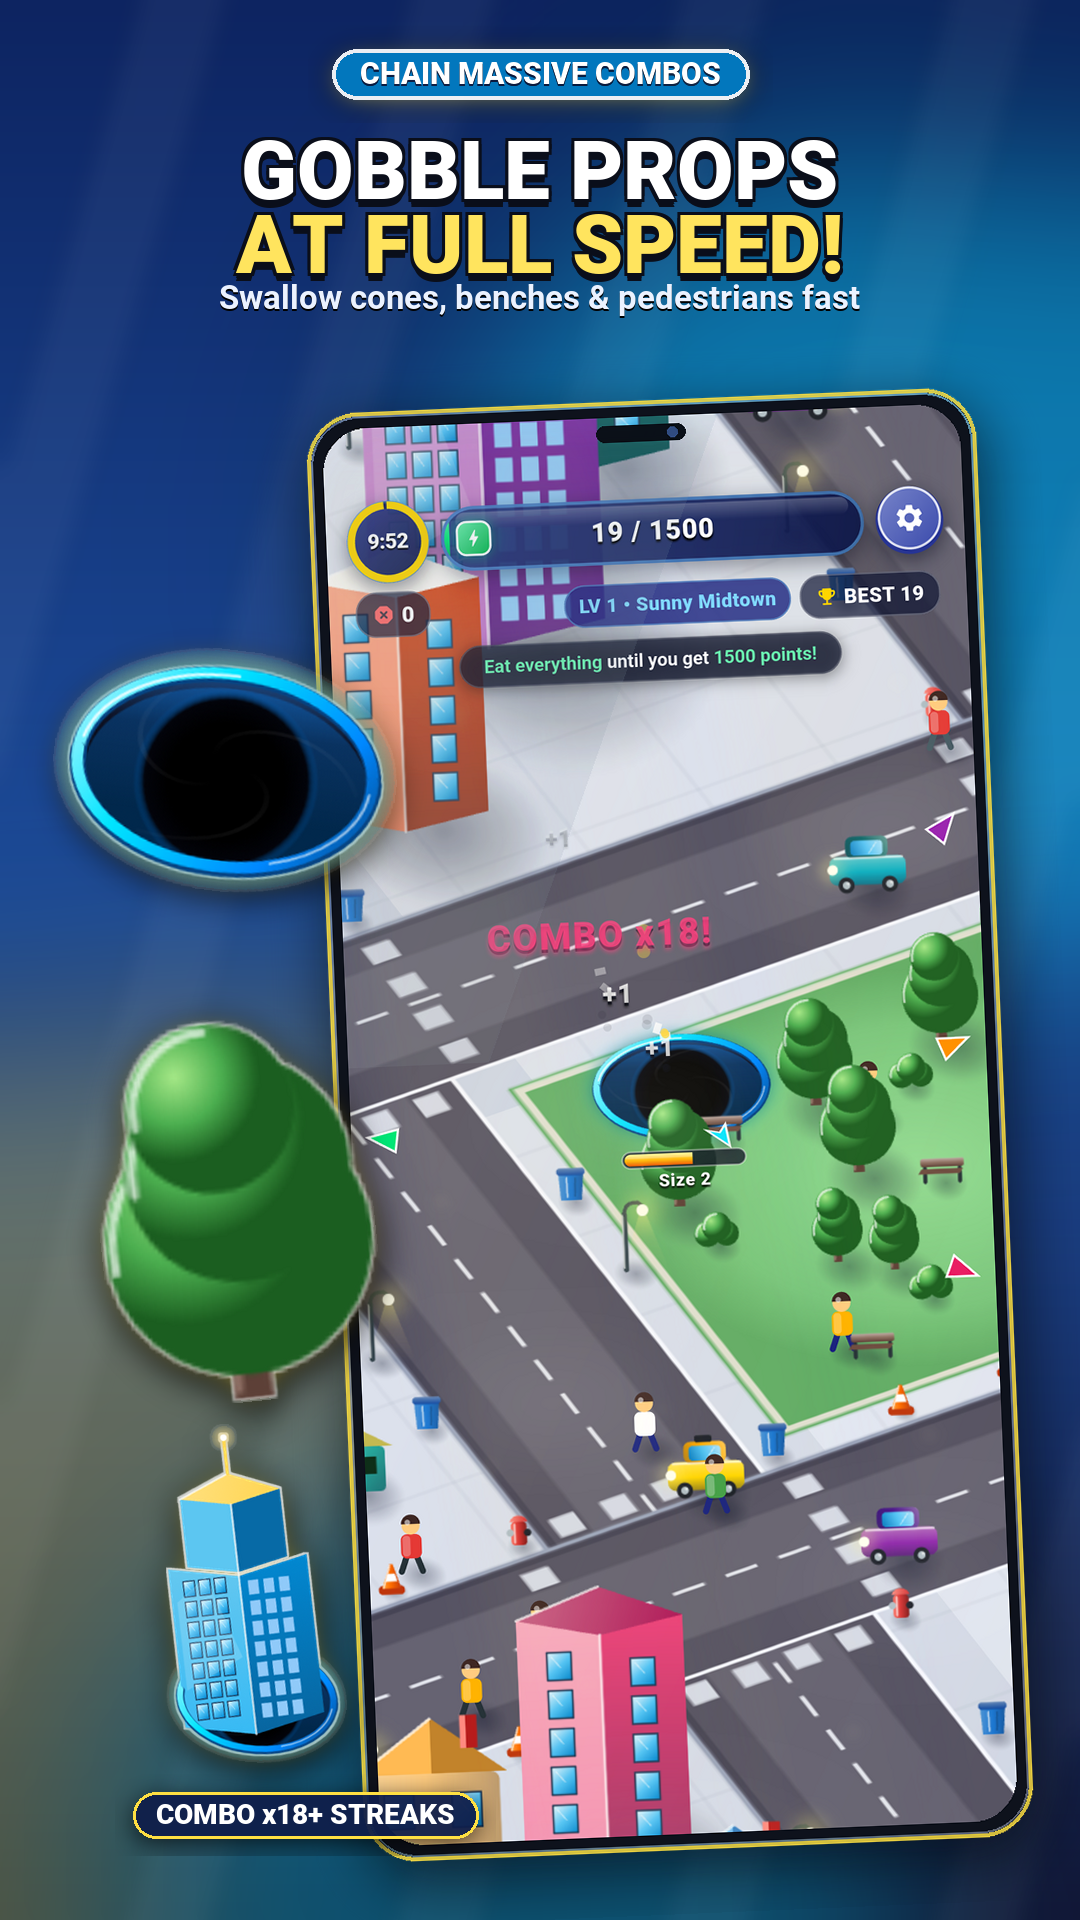 CHAIN MASSIVE COMBOS
GOBBLE PROPS
AT FULL SPEED!
Swallow cones, benches & pedestrians fast
9:52
19 / 1500
0
LV 1 • Sunny Midtown
BEST 19
Eat everything until you get 1500 points!
+1
COMBO x18!
+1
+1
Size 2
COMBO x18+ STREAKS